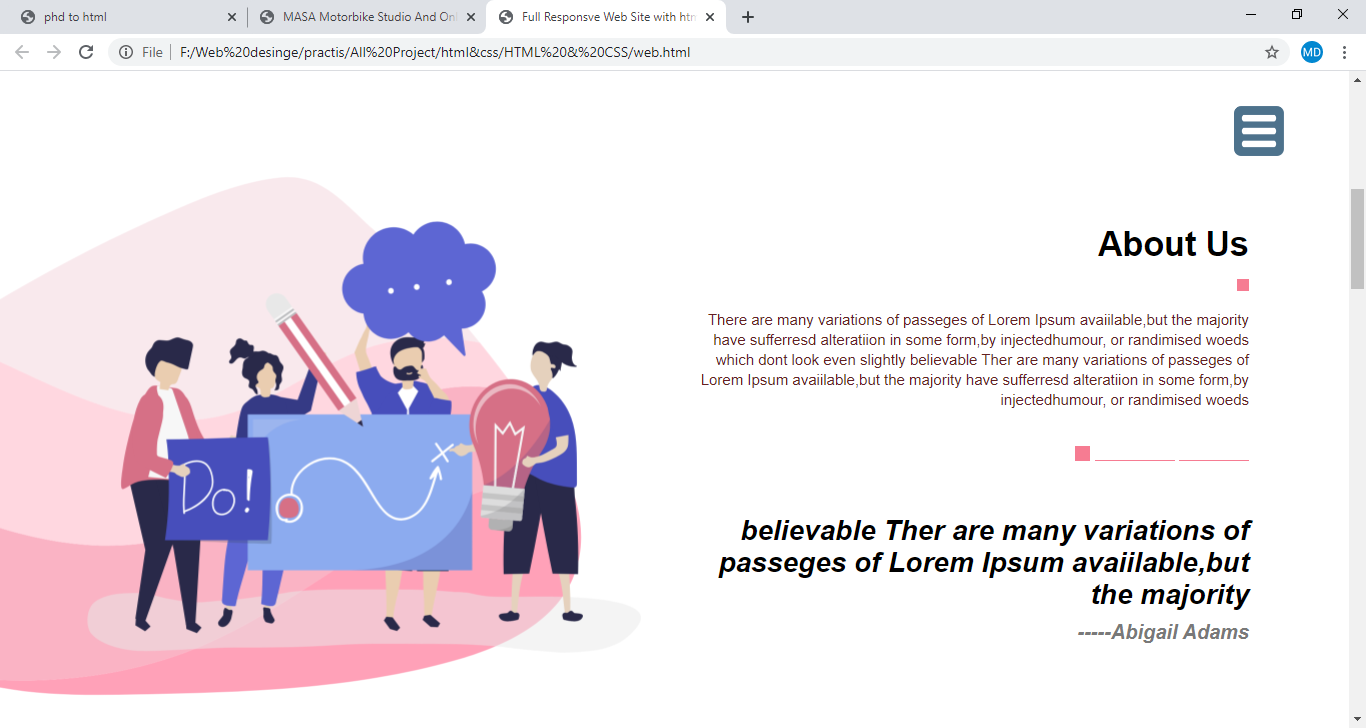 phd to html
MASA Motorbike Studio And Onl
Full Responsve Web Site with htm
File
F:/Web%20desinge/practis/All%20Project/html&css/HTML%20&%20CSS/web.html
MD
About Us
There are many variations of passeges of Lorem Ipsum avaiilable,but the majority
have sufferresd alteratiin in some form,by injectedhumour, or randimised woeds
which dont look even slightly believable Ther are many variations of passeges of
Lorem Ipsum avaiilable,but the majority have sufferresd alteratiin in some form,by
injectedhumour, or randimised woeds
Do!
believable Ther are many variations of
passeges of Lorem Ipsum avaiilable,but
the majority
-----Abigail Adams